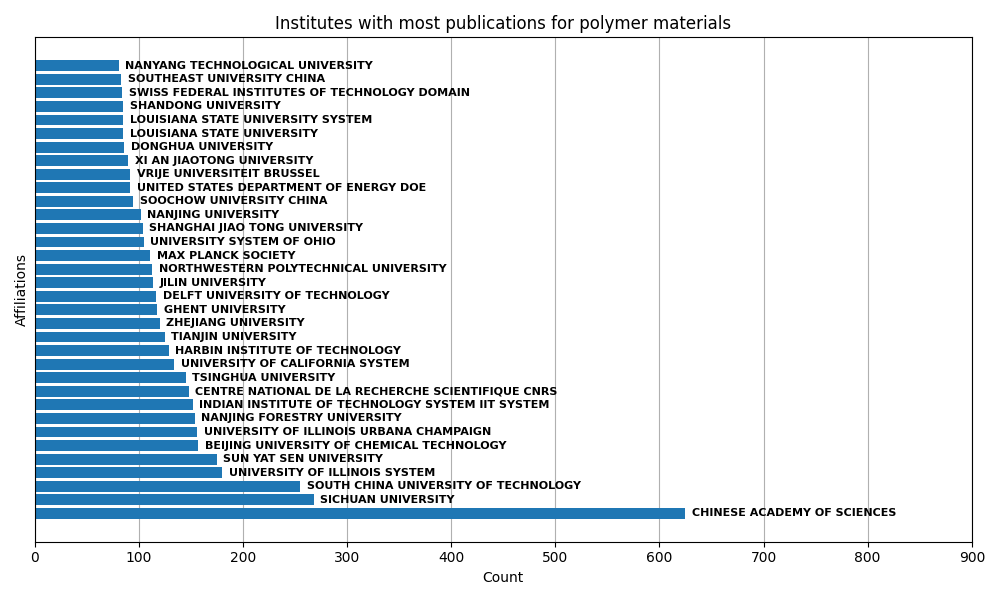 Institutes with most publications for polymer materials
NANYANG TECHNOLOGICAL UNIVERSITY
SOUTHEAST UNIVERSITY CHINA
SWISS FEDERAL INSTITUTES OF TECHNOLOGY DOMAIN
SHANDONG UNIVERSITY
LOUISIANA STATE UNIVERSITY SYSTEM
LOUISIANA STATE UNIVERSITY
DONGHUA UNIVERSITY
XI AN JIAOTONG UNIVERSITY
VRIJE UNIVERSITEIT BRUSSEL
UNITED STATES DEPARTMENT OF ENERGY DOE
SOOCHOW UNIVERSITY CHINA
NANJING UNIVERSITY
SHANGHAI JIAO TONG UNIVERSITY
UNIVERSITY SYSTEM OF OHIO
MAX PLANCK SOCIETY
NORTHWESTERN POLYTECHNICAL UNIVERSITY
JILIN UNIVERSITY
DELFT UNIVERSITY OF TECHNOLOGY
GHENT UNIVERSITY
ZHEJIANG UNIVERSITY
TIANJIN UNIVERSITY
HARBIN INSTITUTE OF TECHNOLOGY
UNIVERSITY OF CALIFORNIA SYSTEM
TSINGHUA UNIVERSITY
CENTRE NATIONAL DE LA RECHERCHE SCIENTIFIQUE CNRS
INDIAN INSTITUTE OF TECHNOLOGY SYSTEM IIT SYSTEM
NANJING FORESTRY UNIVERSITY
UNIVERSITY OF ILLINOIS URBANA CHAMPAIGN
BEIJING UNIVERSITY OF CHEMICAL TECHNOLOGY
SUN YAT SEN UNIVERSITY
UNIVERSITY OF ILLINOIS SYSTEM
SOUTH CHINA UNIVERSITY OF TECHNOLOGY
SICHUAN UNIVERSITY
CHINESE ACADEMY OF SCIENCES
Affiliations
0 100 200 300 400 500 600 700 800 900
Count